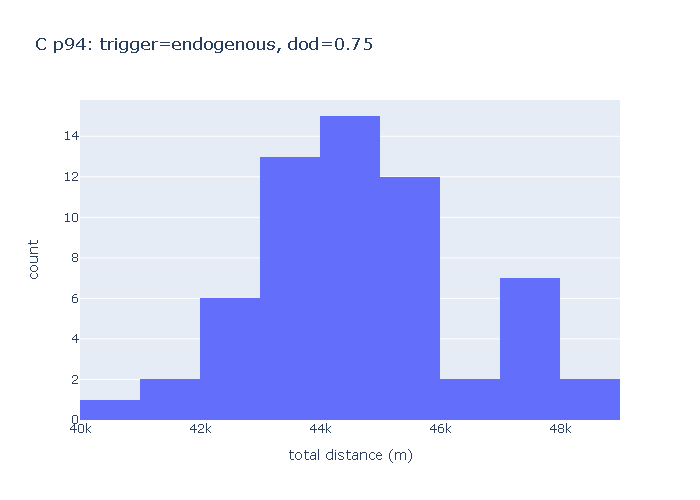 C p94: trigger=endogenous, dod=0.75
14
12
10
8
6
4
2
0
count
40k
42k
44k
46k
48k
total distance (m)